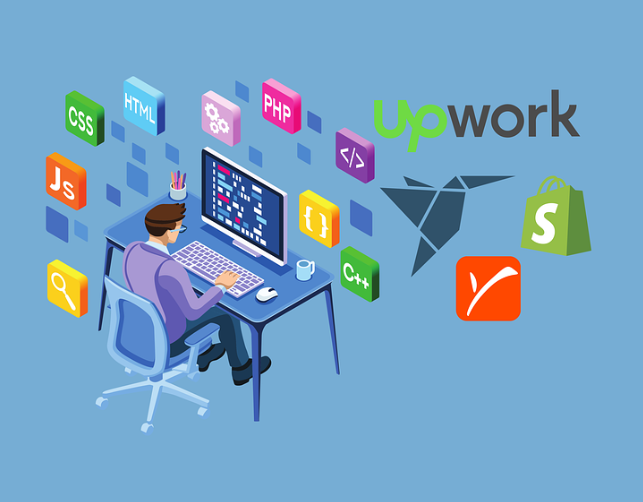 HTML
PHP
CSS
Upwork
</>
JS
S
{ }
C++